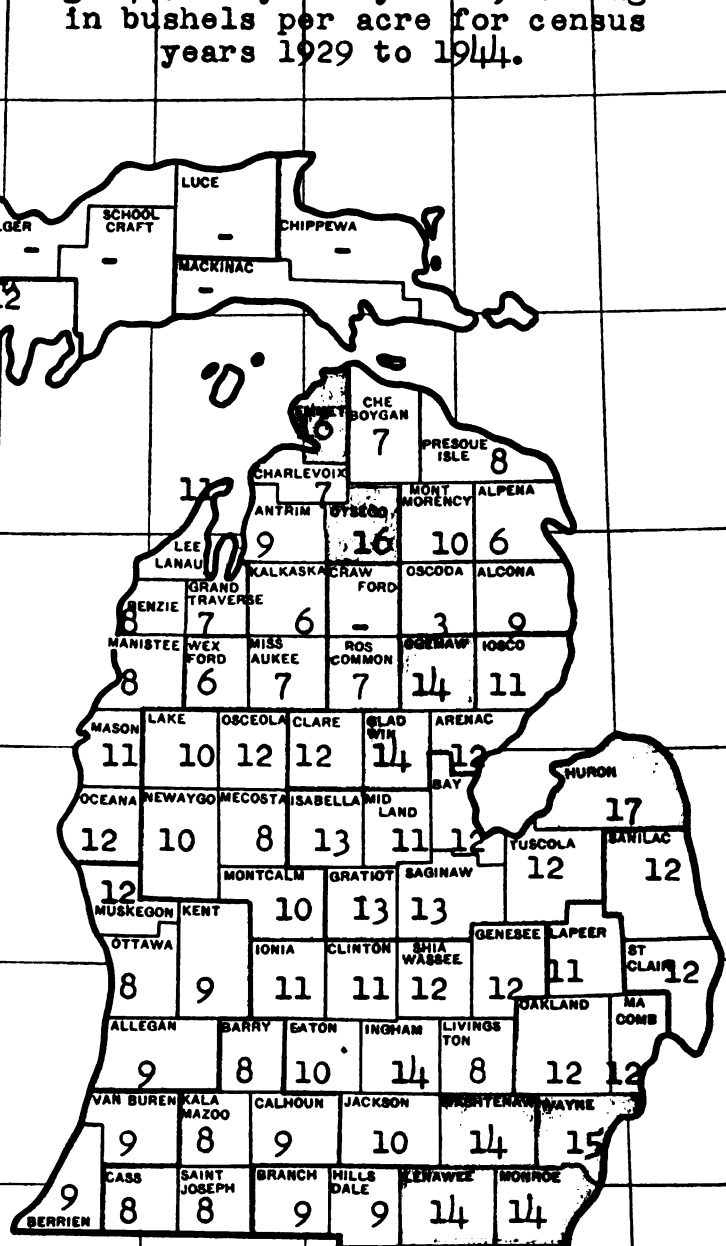 in bushels per acre for census
years 1929 to 1944.
LUCE
-
SCHOOL
CRAFT
-
CHIPPEWA
-
-
MACKINAC
-
EMMET
6
CHE
BOYGAN
7
PRESQUE
ISLE 8
CHARLEVOIX
7
11
LEE
LANAU
ANTRIM
9
OTSEGO
16
MONT
MORENCY
10
ALPENA
6
BENZIE
8
GRAND
TRAVERSE
7
KALKASKA
6
CRAW
FORD
-
OSCODA
3
ALCONA
9
MANISTEE
8
WEX
FORD
6
MISS
AUKEE
7
ROS
COMMON
7
OGEMAW
14
IOSCO
11
MASON
11
LAKE
10
OSCEOLA
12
CLARE
12
GLAD
WIN
14
ARENAC
12
OCEANA
12
NEWAYGO
10
MECOSTA
8
ISABELLA
13
MID
LAND
11
BAY
12
HURON
17
12
MUSKEGON
MONTCALM
10
GRATIOT
13
SAGINAW
13
TUSCOLA
12
SANILAC
12
OTTAWA
8
KENT
9
IONIA
11
CLINTON
11
SHIA
WASSEE
12
GENESEE
12
LAPEER
11
ST
CLAIR 12
ALLEGAN
9
BARRY
8
EATON
10
INGHAM
14
LIVINGS
TON
8
OAKLAND
12
MA
COMB
12
VAN BUREN
9
KALA
MAZOO
8
CALHOUN
9
JACKSON
10
WASHTENAW
14
WAYNE
15
9
BERRIEN
CASS
8
SAINT
JOSEPH
8
BRANCH
9
HILLS
DALE
9
LENAWEE
14
MONROE
14